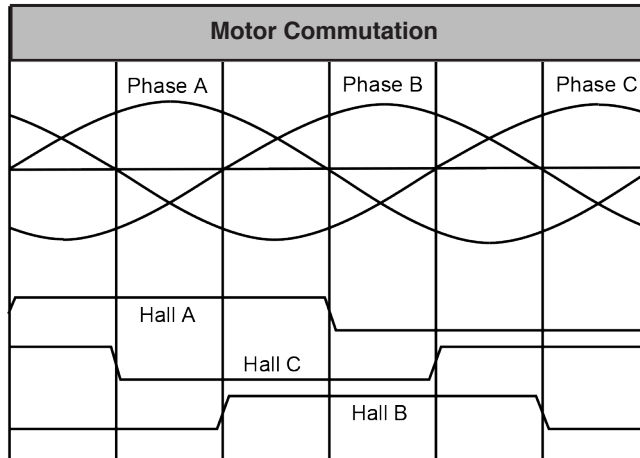 Motor Commutation
Phase A Phase B Phase C
Hall A
Hall C
Hall B